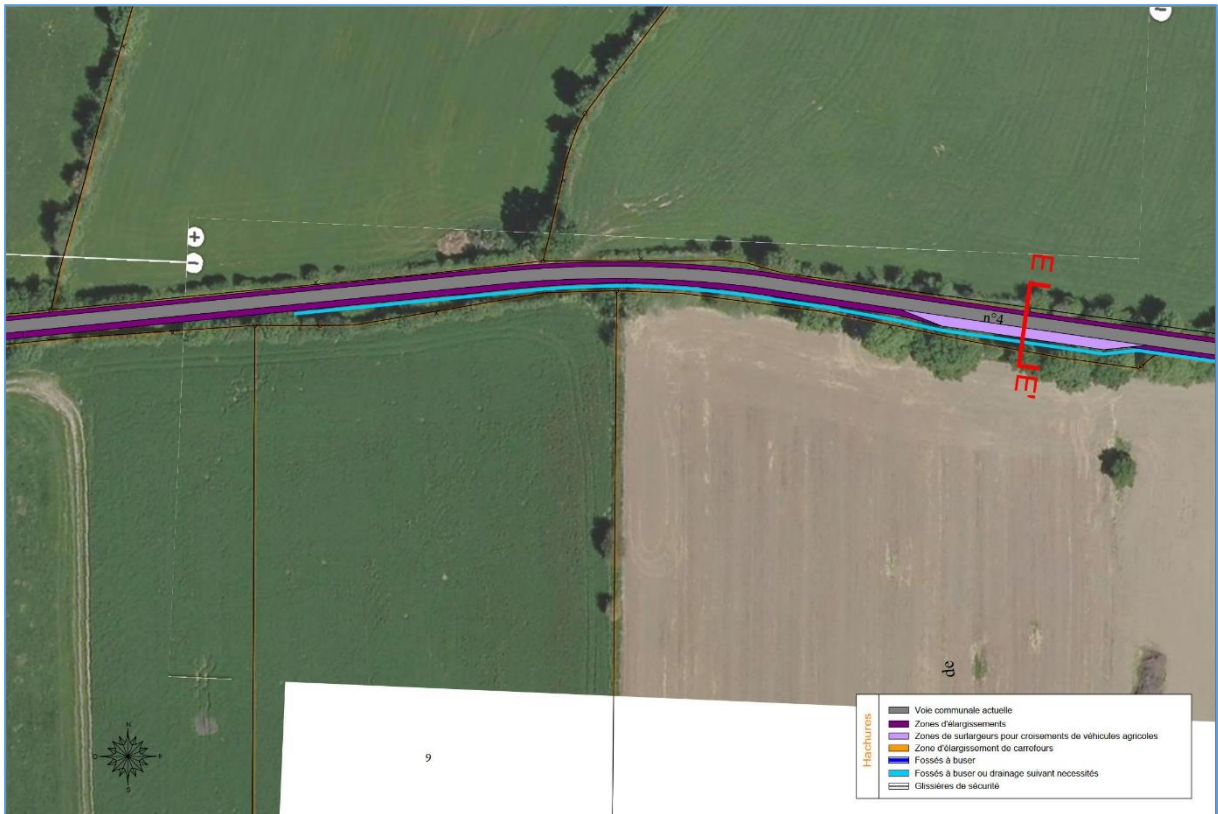 E
n°4
E'
de
9
N
S
Hachures
Voie communale actuelle
Zones d'élargissements
Zones de surlargeurs pour croisements de véhicules agricoles
Zone d'élargissement de carrefours
Fossés à buser
Fossés à buser ou drainage suivant necessités
Glissières de sécurité